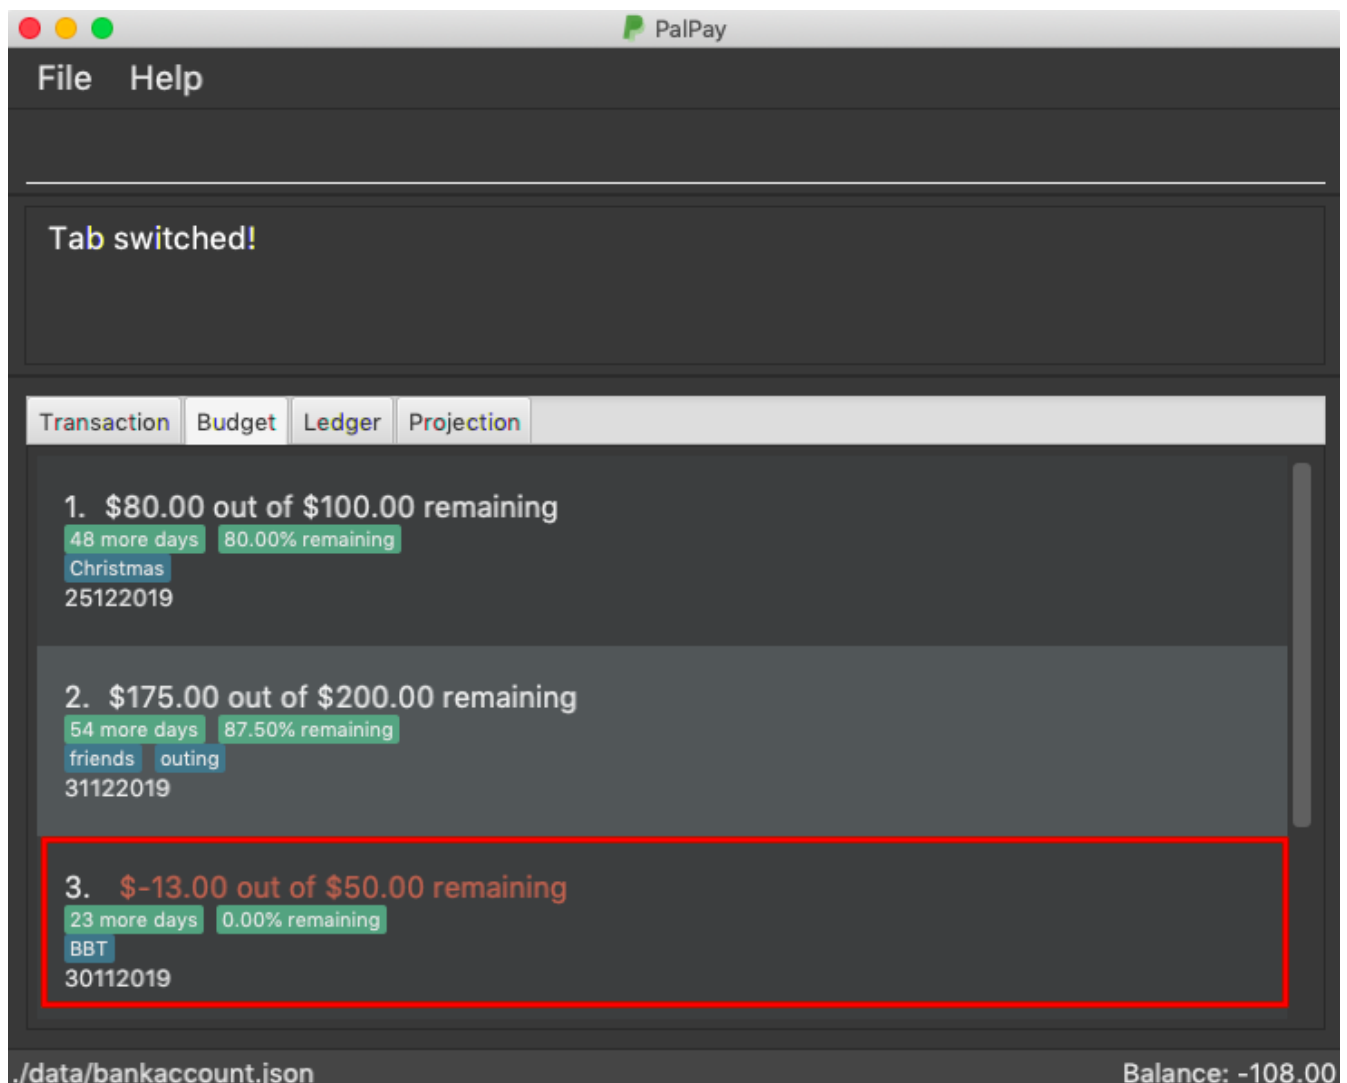 PalPay
File Help
Tab switched!
Transaction Budget Ledger Projection
1. $80.00 out of $100.00 remaining
48 more days 80.00% remaining
Christmas
25122019
2. $175.00 out of $200.00 remaining
54 more days 87.50% remaining
friends outing
31122019
3. $-13.00 out of $50.00 remaining
23 more days 0.00% remaining
BBT
30112019
./data/bankaccount.json Balance: -108.00